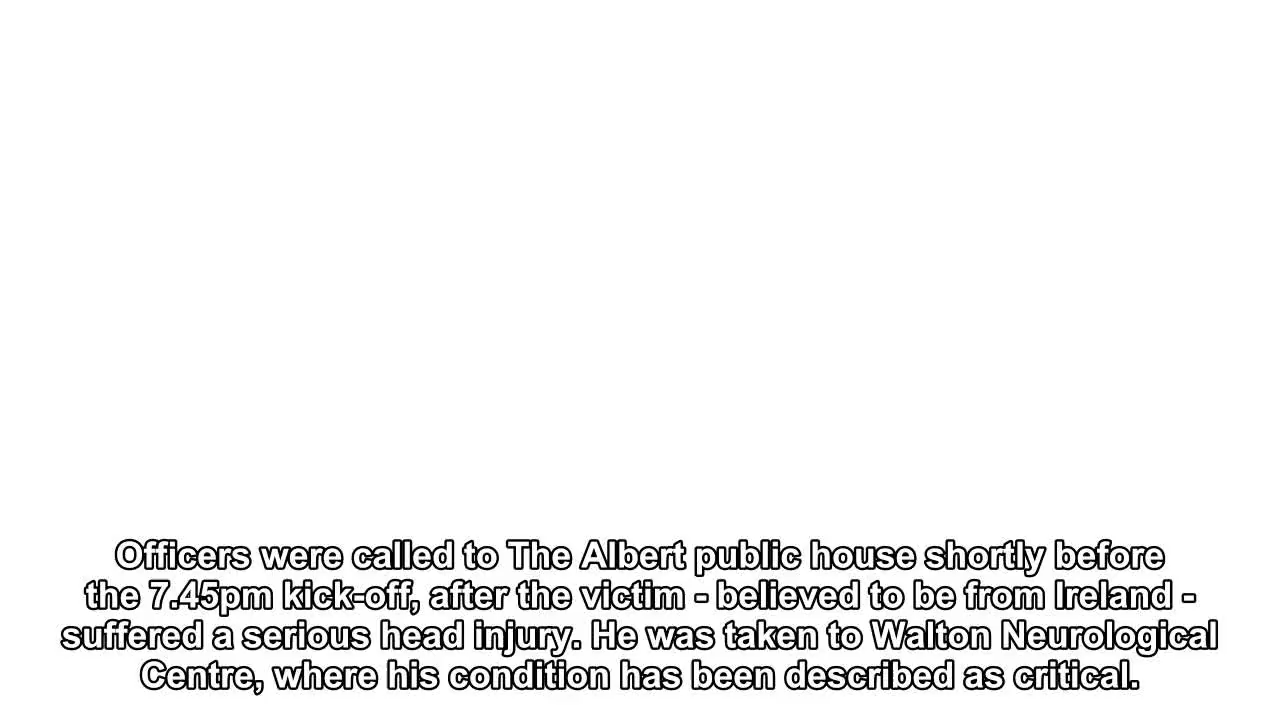 Officers were called to The Albert public house shortly before
the 7.45pm kick-off, after the victim - believed to be from Ireland -
suffered a serious head injury. He was taken to Walton Neurological
Centre, where his condition has been described as critical.